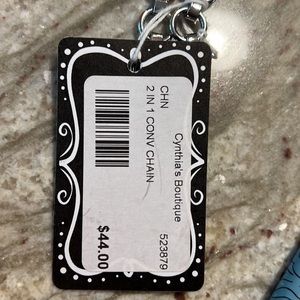 Cynthia's Boutique 523879
CHN
2 IN 1 CONV CHAIN
$44.00